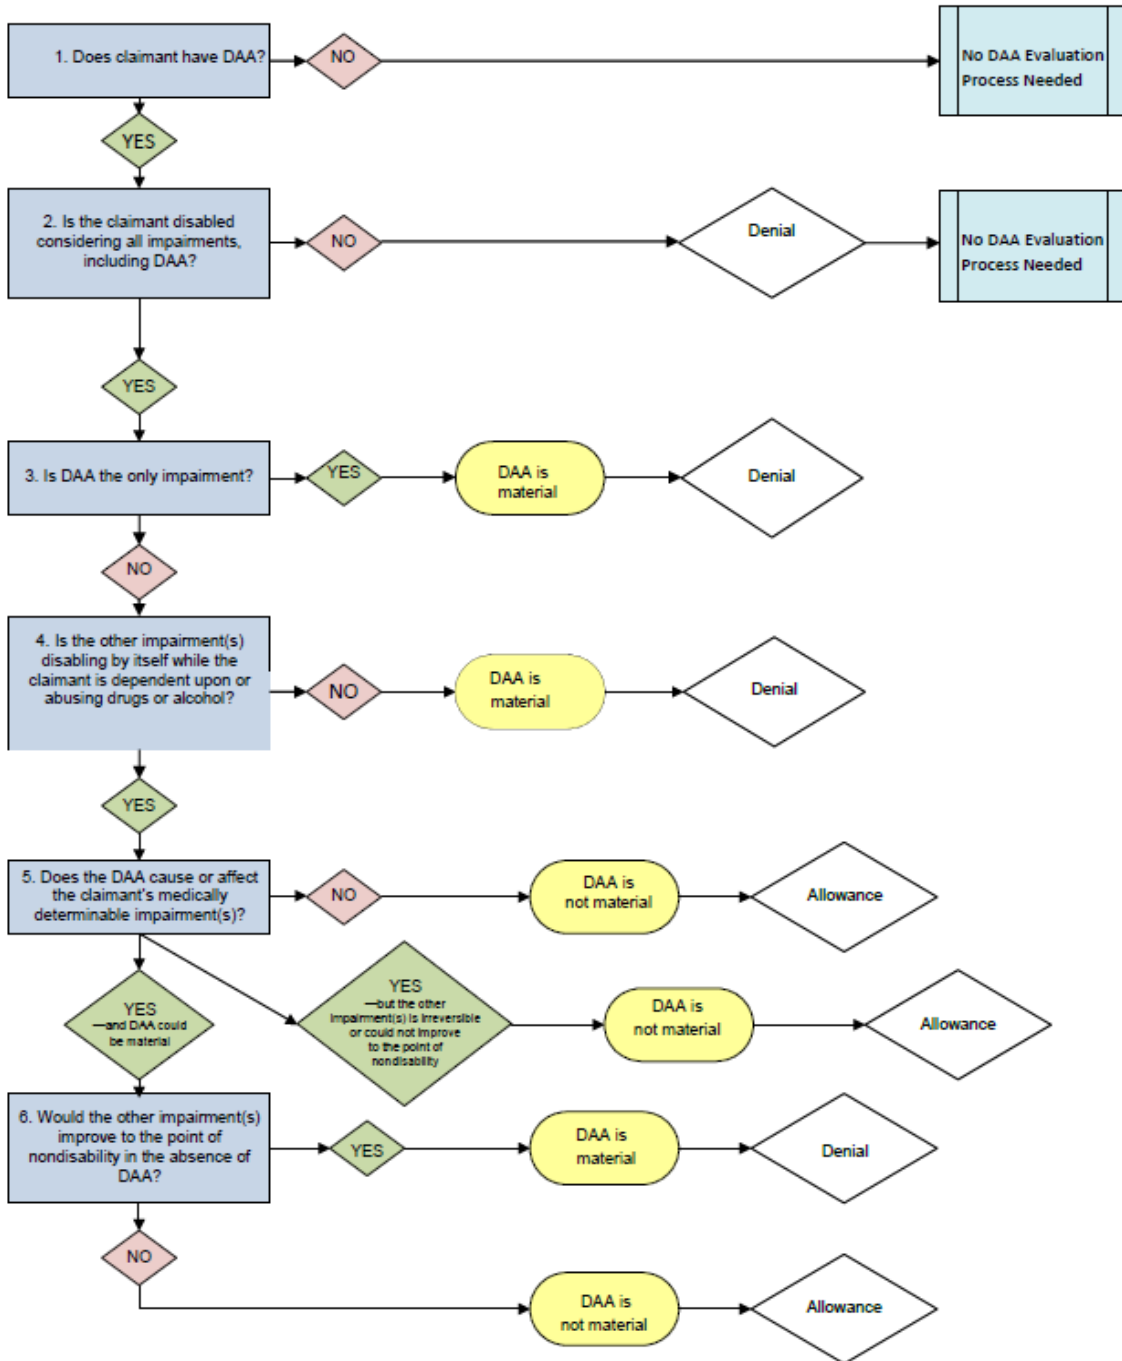 1. Does claimant have DAA?
NO
No DAA Evaluation
Process Needed
YES
2. Is the claimant disabled
considering all impairments,
including DAA?
NO
Denial
No DAA Evaluation
Process Needed
YES
3. Is DAA the only impairment?
YES
DAA is
material
Denial
NO
4. Is the other impairment(s)
disabling by itself while the
claimant is dependent upon or
abusing drugs or alcohol?
NO
DAA is
material
Denial
YES
5. Does the DAA cause or affect
the claimant's medically
determinable impairment(s)?
NO
DAA is
not material
Allowance
YES
—and DAA could
be material
YES
—but the other
impairment(s) is irreversible
or could not improve
to the point of
nondisability
DAA is
not material
Allowance
6. Would the other impairment(s)
improve to the point of
nondisability in the absence of
DAA?
YES
DAA is
material
Denial
NO
DAA is
not material
Allowance